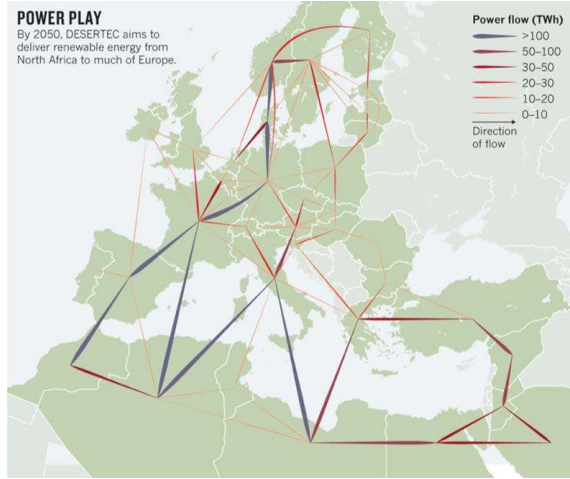 POWER PLAY
By 2050, DESERTEC aims to
deliver renewable energy from
North Africa to much of Europe.
Power flow (TWh)
>100
50–100
30–50
20–30
10–20
0–10
Direction
of flow